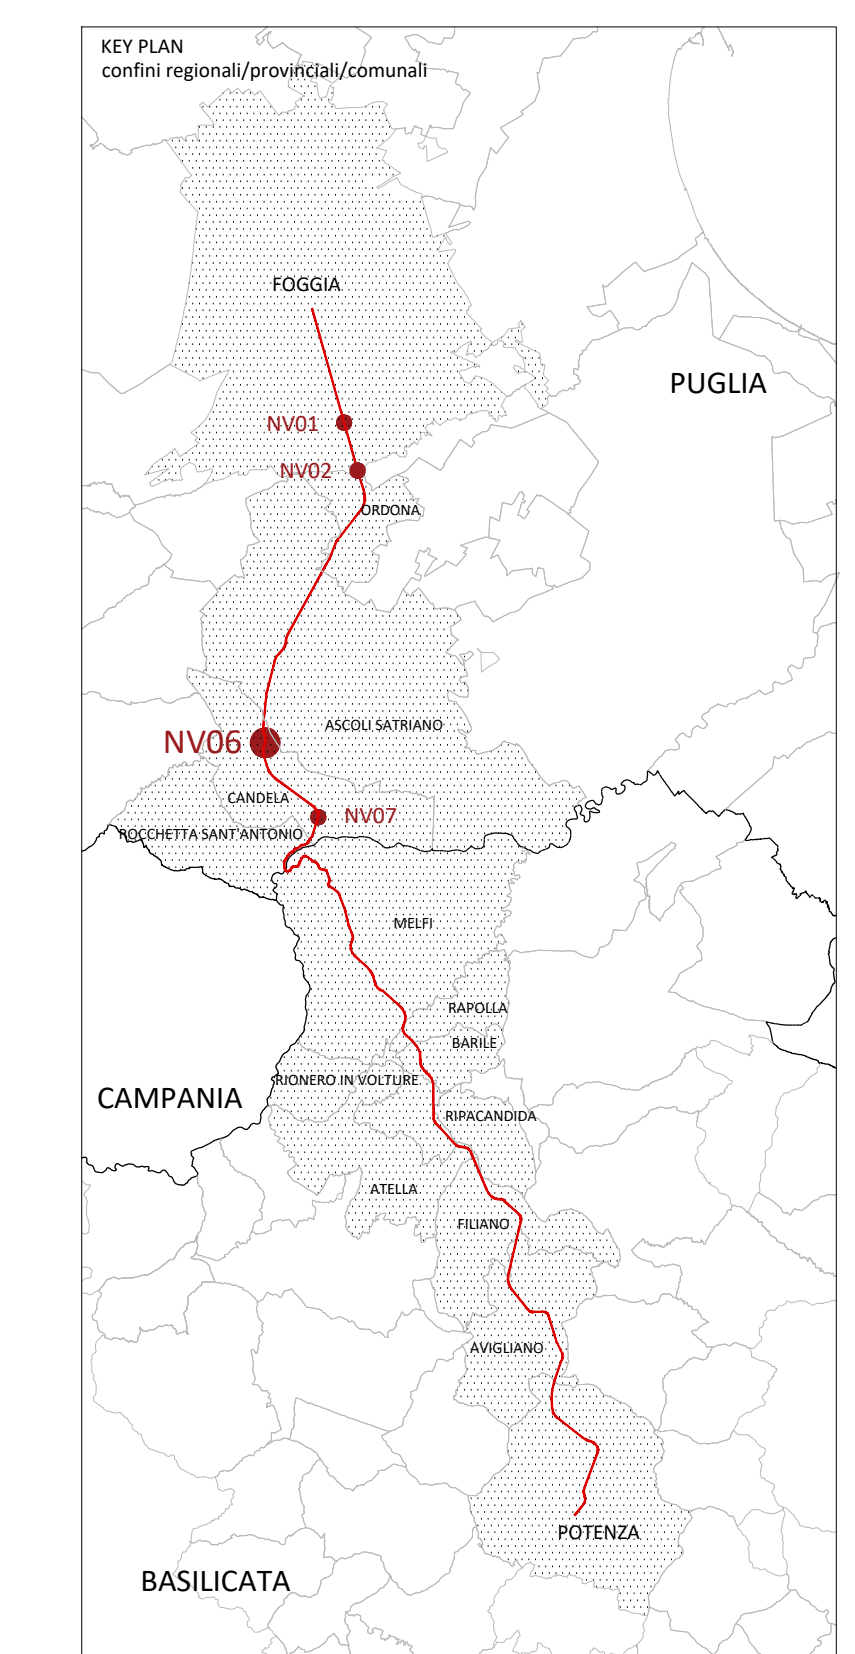 KEY PLAN
confini regionali/provinciali/comunali
FOGGIA
PUGLIA
NV01
NV02
ORDONA
ASCOLI SATRIANO
NV06
CANDELA
NV07
ROCCHETTA SANT'ANTONIO
MELFI
RAPOLLA
BARILE
RIONERO IN VOLTURE
CAMPANIA
RIPACANDIDA
ATELLA
FILIANO
AVIGLIANO
POTENZA
BASILICATA